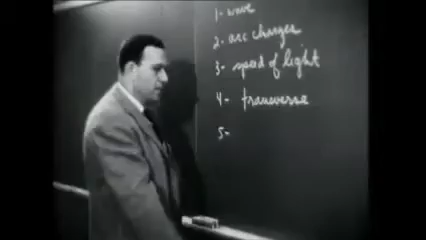 1- wave
2- acc charges
3- speed of light
4- transverse
5-